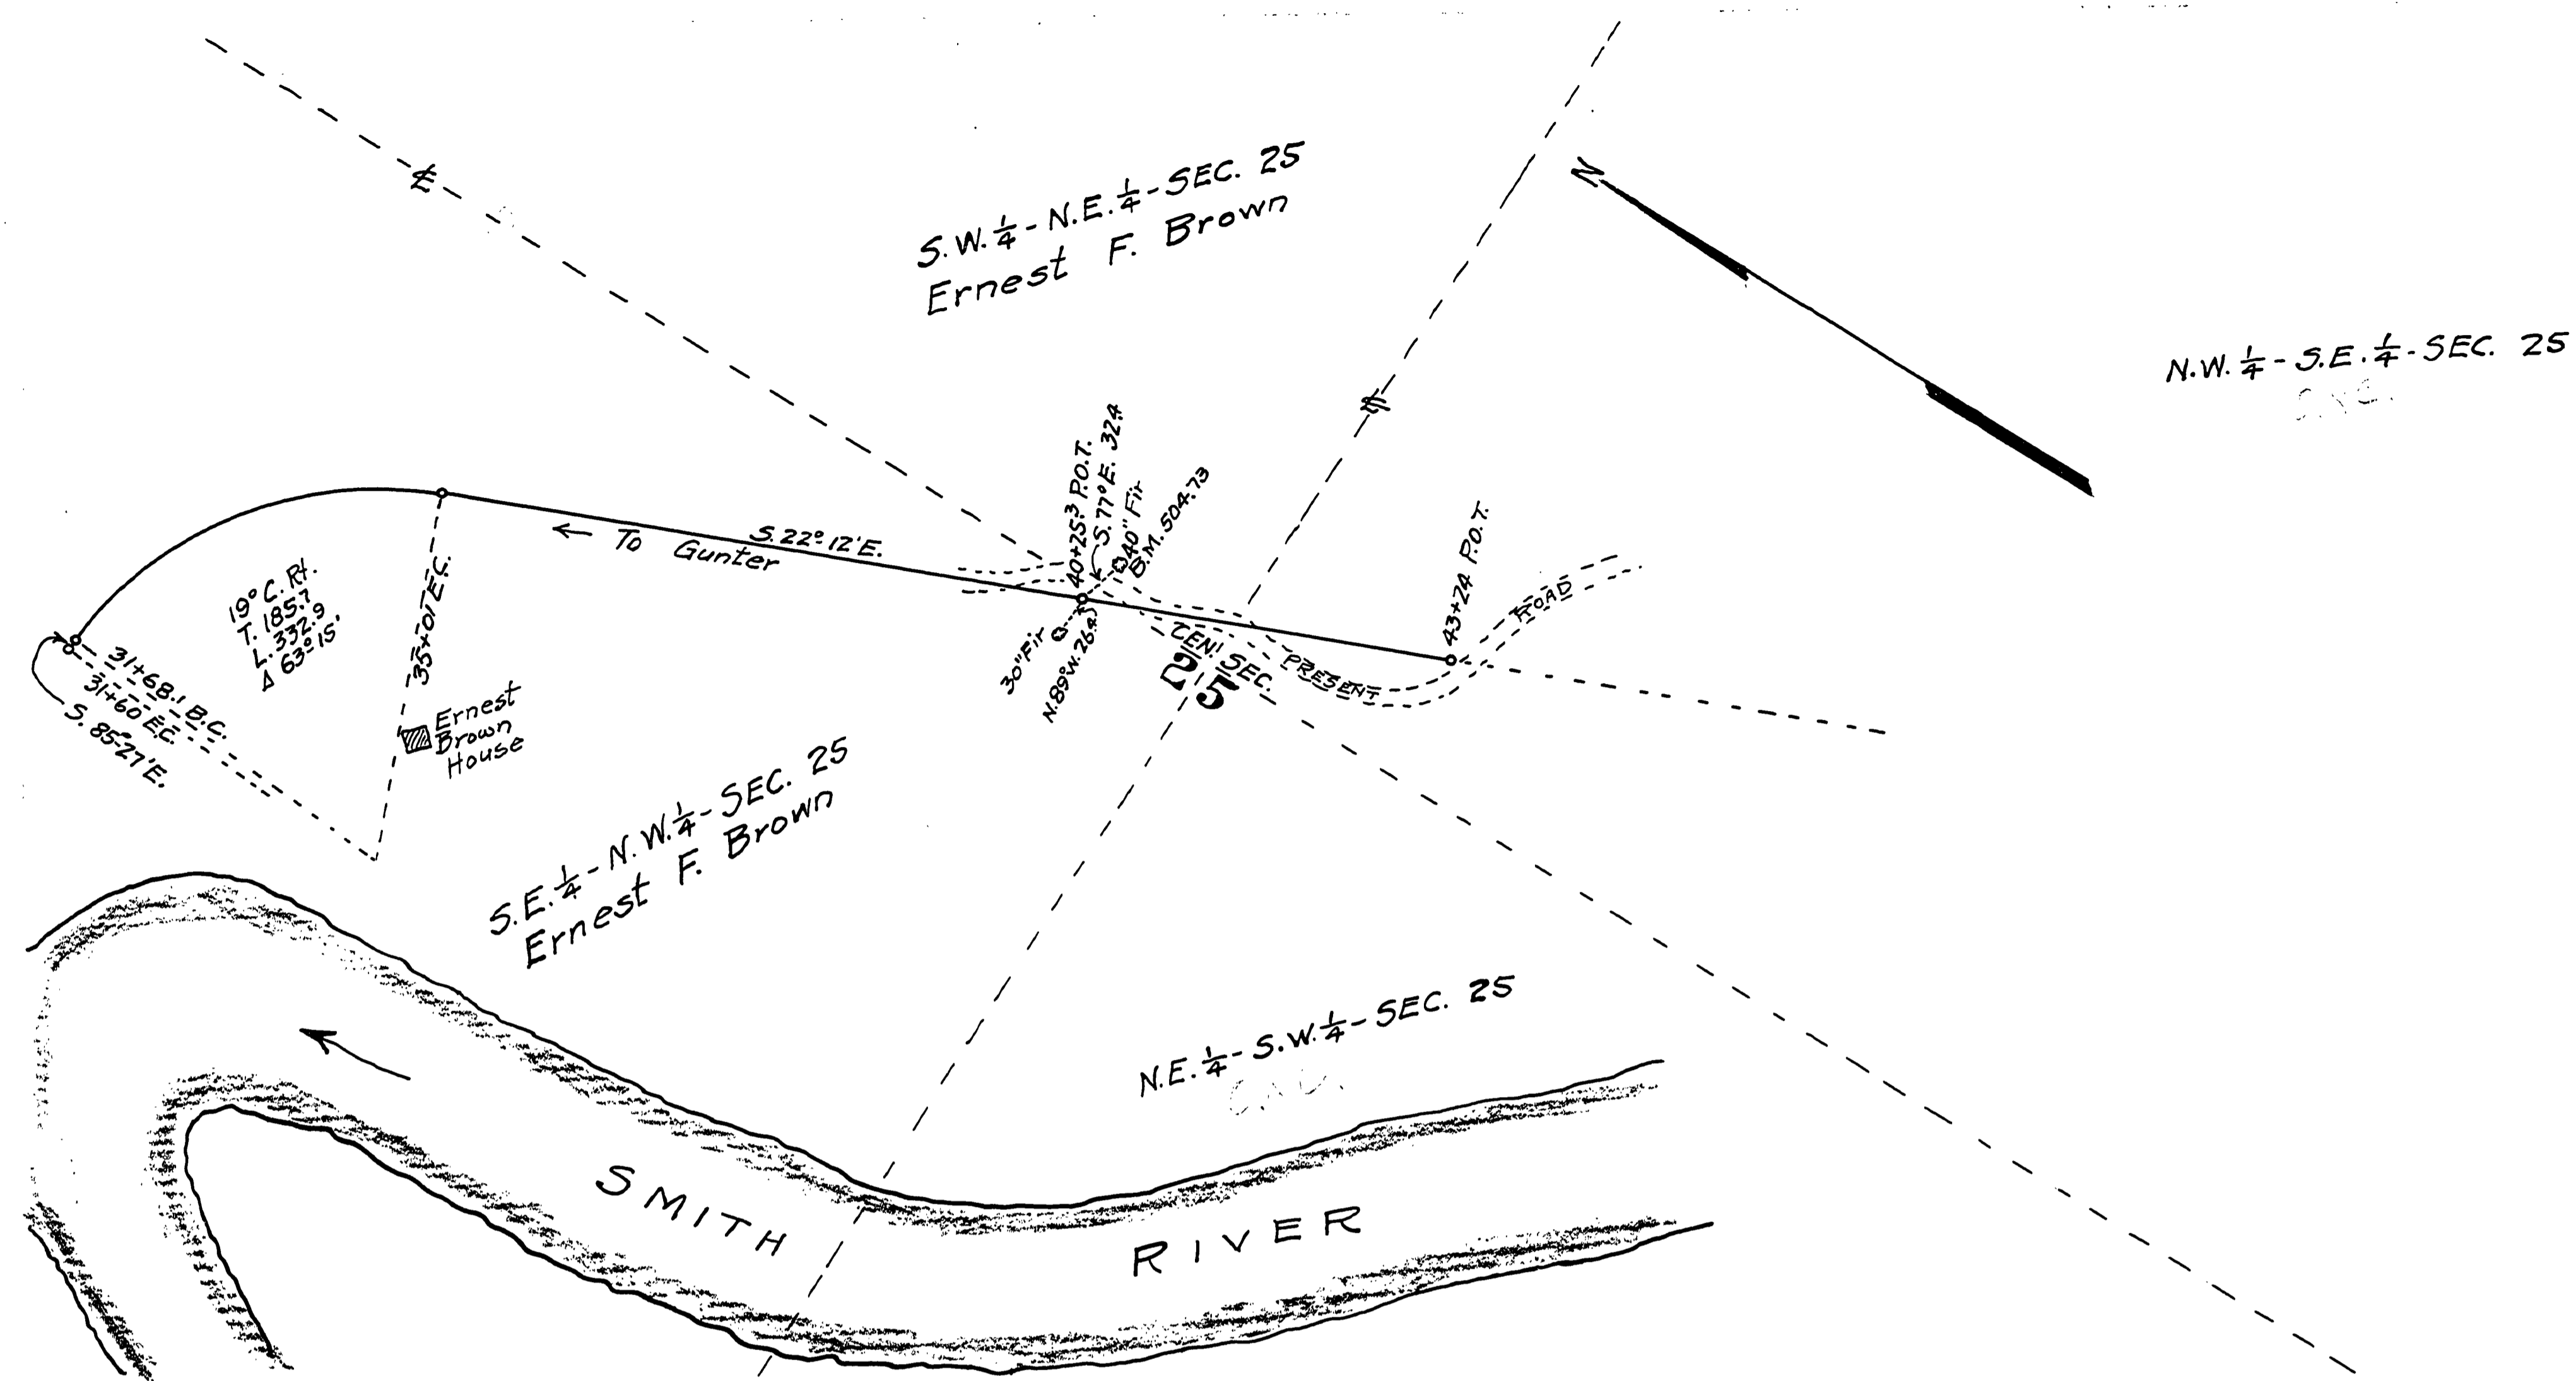 S.W. 1/4 - N.E. 1/4 - SEC. 25
Ernest F. Brown
N
N.W. 1/4 - S.E. 1/4 - SEC. 25
40+25.3 P.O.T.
S.77° E. 32.4
40" Fir
B.M. 504.73
← To Gunter
S. 22° 12' E.
43+24 P.O.T.
PRESENT ROAD
30" Fir
N.89° W. 26.4
CEN. SEC.
25
19° C. Rt.
T. 185.7
L. 332.9
Δ 63° 15'
35+01 E.C.
31+68.1 B.C.
31+60 E.C.
S. 85°27' E.
Ernest
Brown
House
S.E. 1/4 - N.W. 1/4 - SEC. 25
Ernest F. Brown
N.E. 1/4 - S.W. 1/4 - SEC. 25
SMITH RIVER